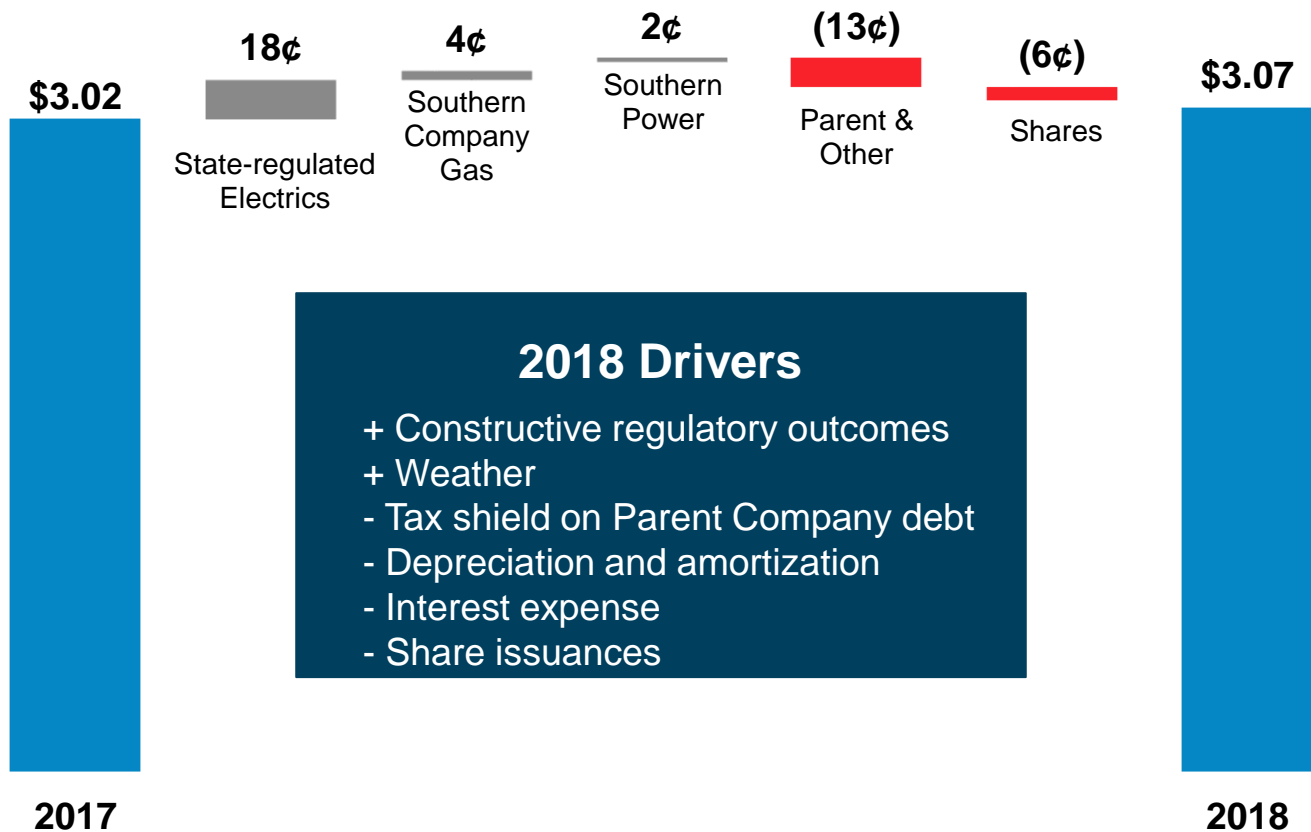 $3.02
18¢
State-regulated
Electrics
4¢
Southern
Company
Gas
2¢
Southern
Power
(13¢)
Parent &
Other
(6¢)
Shares
$3.07
2018 Drivers
+ Constructive regulatory outcomes
+ Weather
- Tax shield on Parent Company debt
- Depreciation and amortization
- Interest expense
- Share issuances
2017
2018